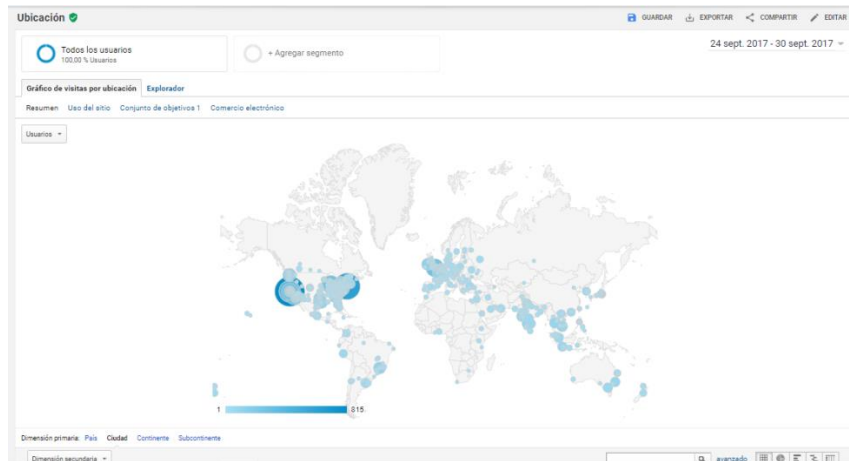 Ubicación
GUARDAR EXPORTAR COMPARTIR EDITAR
Todos los usuarios
100,00 % Usuarios
+ Agregar segmento
24 sept. 2017 - 30 sept. 2017
Gráfico de visitas por ubicación Explorador
Resumen Uso del sitio Conjunto de objetivos 1 Comercio electrónico
Usuarios
1 815
Dimensión primaria: País Ciudad Continente Subcontinente
Dimensión secundaria avanzado